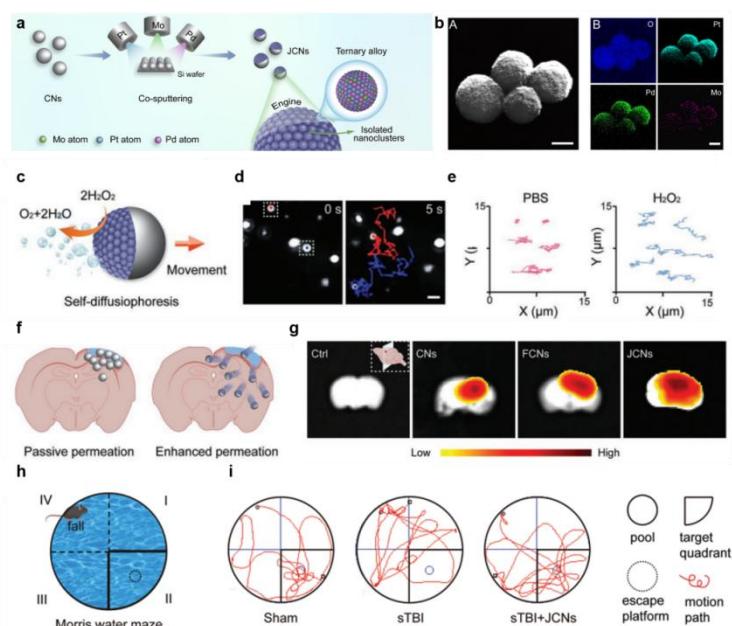 a
Mo
Pt
Pd
JCNs
Ternary alloy
Si wafer
CNs
Co-sputtering
Engine
Isolated
nanoclusters
Mo atom
Pt atom
Pd atom
b
A
B
O
Pt
Pd
Mo
c
2H₂O₂
O₂+2H₂O
Movement
Self-diffusiophoresis
d
0 s
5 s
e
PBS
H₂O₂
15
15
Y (μ
Y (μm)
0
15
0
15
X (μm)
X (μm)
f
Passive permeation
Enhanced permeation
g
Ctrl
CNs
FCNs
JCNs
Low
High
h
IV
I
fall
III
II
Morris water maze
i
Sham
sTBI
sTBI+JCNs
pool
target
quadrant
escape
platform
motion
path